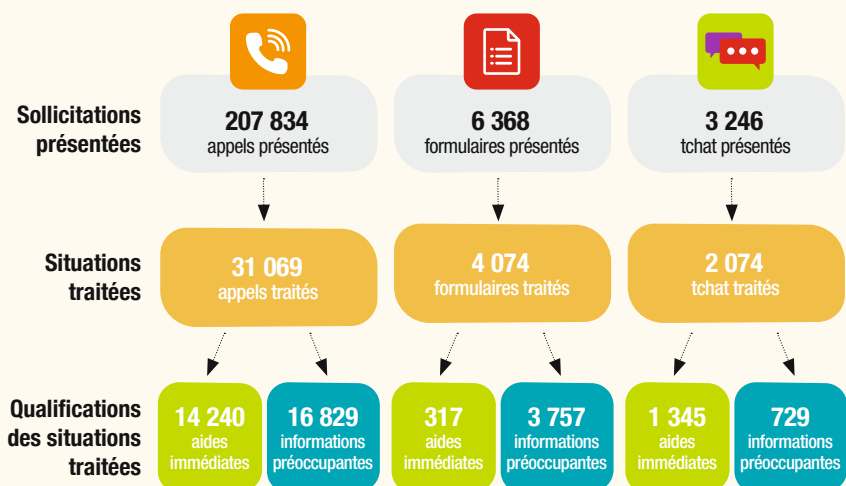 Sollicitations
présentées
207 834
appels présentés
6 368
formulaires présentés
3 246
tchat présentés
Situations
traitées
31 069
appels traités
4 074
formulaires traités
2 074
tchat traités
Qualifications
des situations
traitées
14 240
aides
immédiates
16 829
informations
préoccupantes
317
aides
immédiates
3 757
informations
préoccupantes
1 345
aides
immédiates
729
informations
préoccupantes